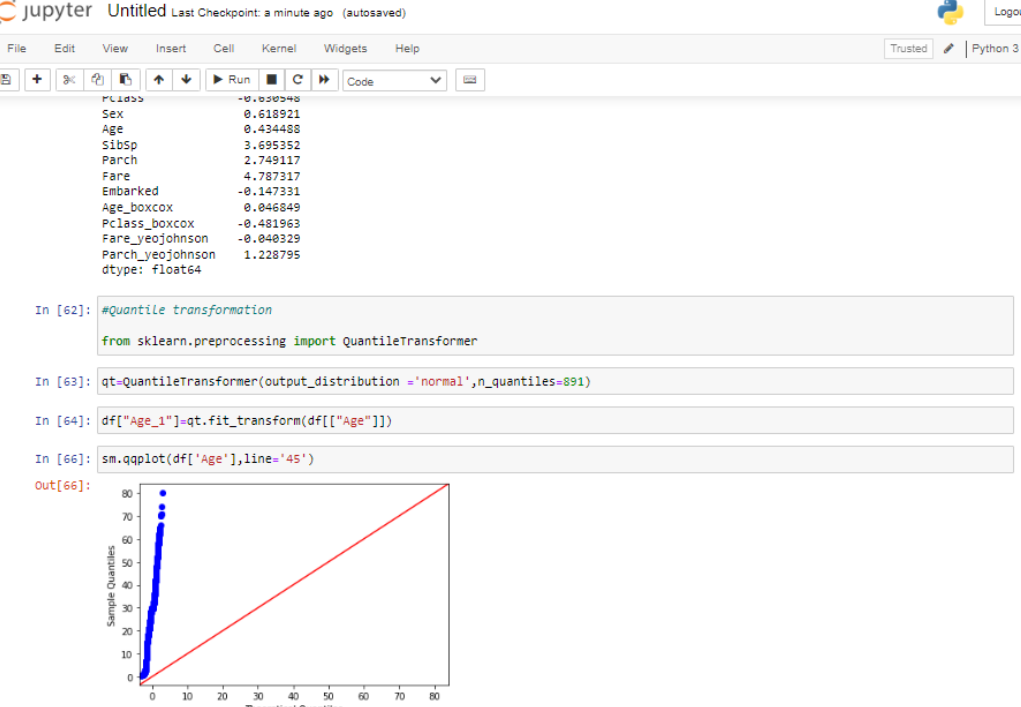 jupyter Untitled Last Checkpoint: a minute ago (autosaved)
File Edit View Insert Cell Kernel Widgets Help Trusted Python 3
Run Code
Pclass -0.630548
Sex 0.618921
Age 0.434488
SibSp 3.695352
Parch 2.749117
Fare 4.787317
Embarked -0.147331
Age_boxcox 0.046849
Pclass_boxcox -0.481963
Fare_yeojohnson -0.040329
Parch_yeojohnson 1.228795
dtype: float64
In [62]: #Quantile transformation
from sklearn.preprocessing import QuantileTransformer
In [63]: qt=QuantileTransformer(output_distribution ='normal',n_quantiles=891)
In [64]: df["Age_1"]=qt.fit_transform(df[["Age"]])
In [66]: sm.qqplot(df['Age'],line='45')
Out[66]:
80
70
60
50
40
30
20
10
0
Sample Quantiles
0 10 20 30 40 50 60 70 80